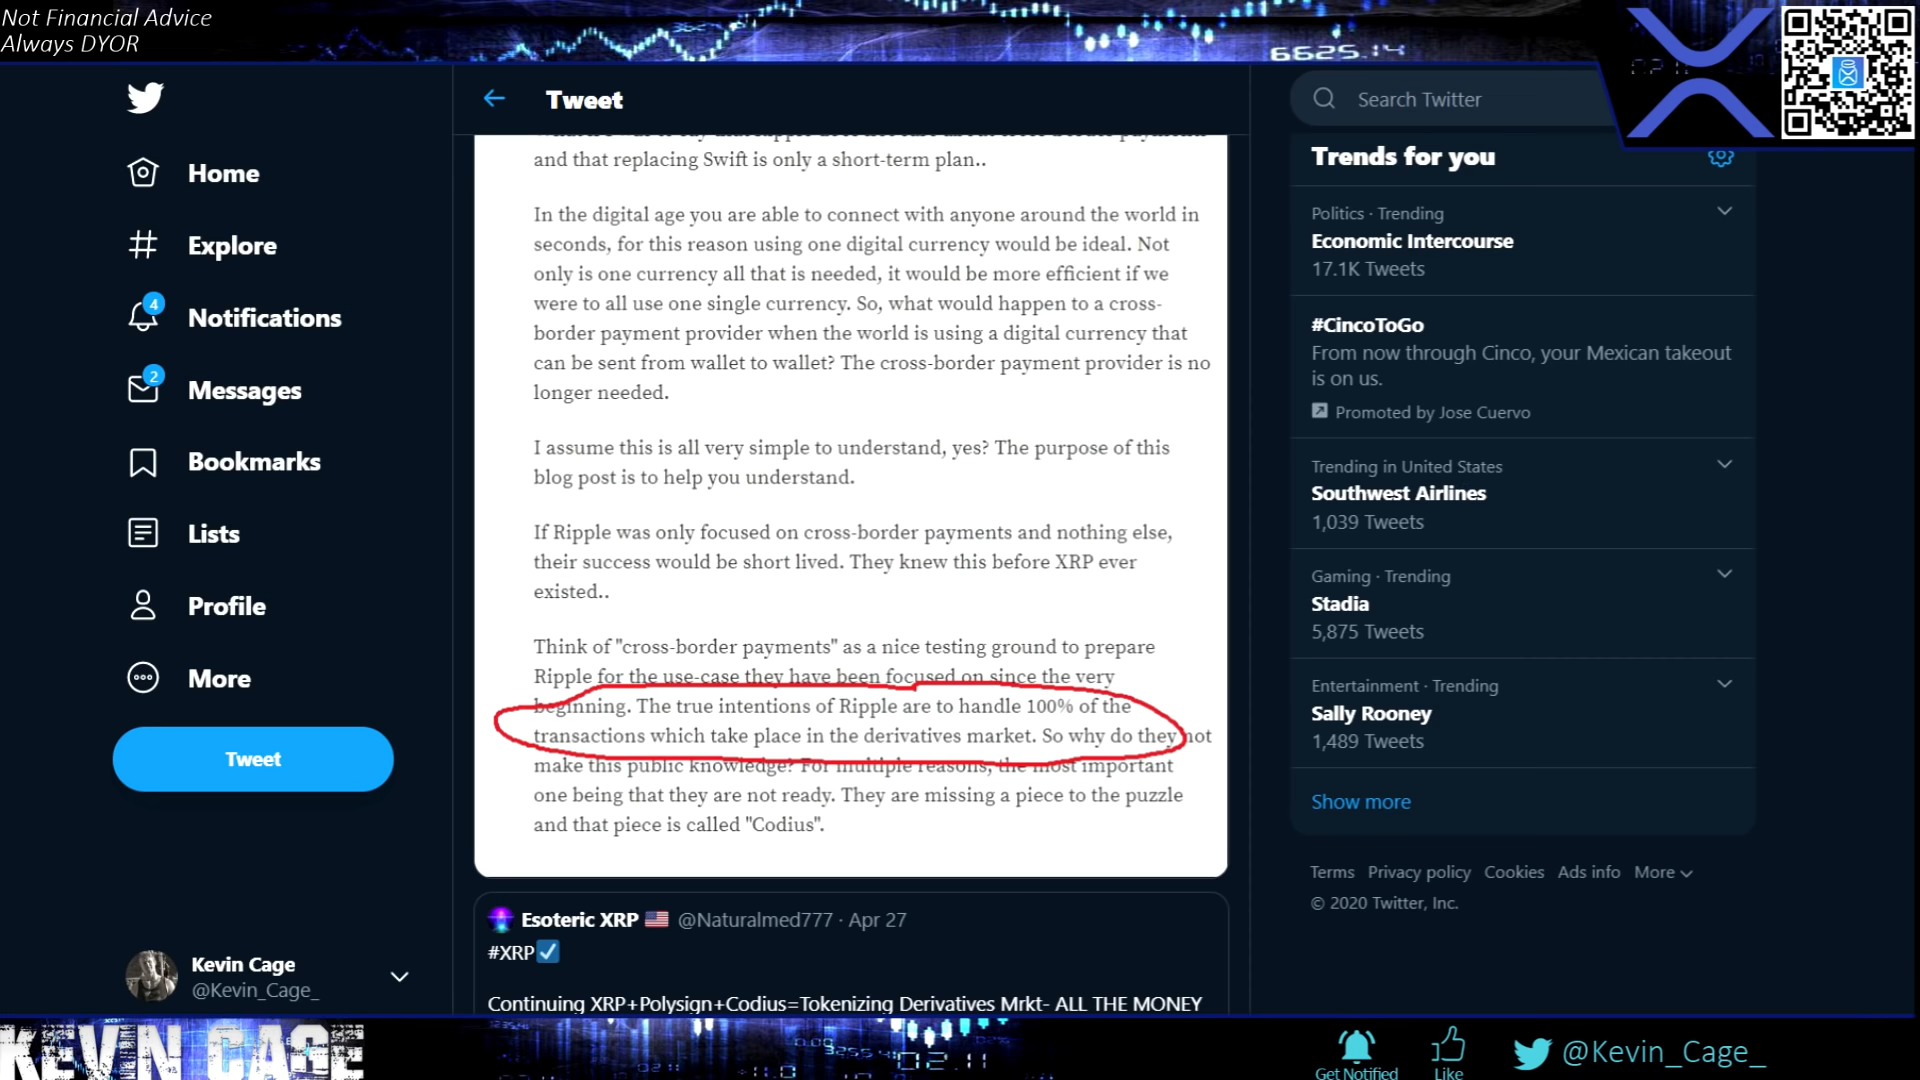 Not Financial Advice
Always DYOR
6625.14
Tweet
Search Twitter
Home
Explore
4
Notifications
2
Messages
Bookmarks
Lists
Profile
More
Tweet
Kevin Cage
@Kevin_Cage_
and that replacing Swift is only a short-term plan..
In the digital age you are able to connect with anyone around the world in
seconds, for this reason using one digital currency would be ideal. Not
only is one currency all that is needed, it would be more efficient if we
were to all use one single currency. So, what would happen to a cross-
border payment provider when the world is using a digital currency that
can be sent from wallet to wallet? The cross-border payment provider is no
longer needed.
I assume this is all very simple to understand, yes? The purpose of this
blog post is to help you understand.
If Ripple was only focused on cross-border payments and nothing else,
their success would be short lived. They knew this before XRP ever
existed..
Think of "cross-border payments" as a nice testing ground to prepare
Ripple for the use-case they have been focused on since the very
beginning. The true intentions of Ripple are to handle 100% of the
transactions which take place in the derivatives market. So why do they not
make this public knowledge? For multiple reasons, the most important
one being that they are not ready. They are missing a piece to the puzzle
and that piece is called "Codius".
Esoteric XRP @Naturalmed777 · Apr 27
#XRP
Continuing XRP+Polysign+Codius=Tokenizing Derivatives Mrkt- ALL THE MONEY
Trends for you
Politics · Trending
Economic Intercourse
17.1K Tweets
#CincoToGo
From now through Cinco, your Mexican takeout
is on us.
Promoted by Jose Cuervo
Trending in United States
Southwest Airlines
1,039 Tweets
Gaming · Trending
Stadia
5,875 Tweets
Entertainment · Trending
Sally Rooney
1,489 Tweets
Show more
Terms Privacy policy Cookies Ads info More
© 2020 Twitter, Inc.
KEVIN CAGE
02.11
Get Notified
Like
@Kevin_Cage_